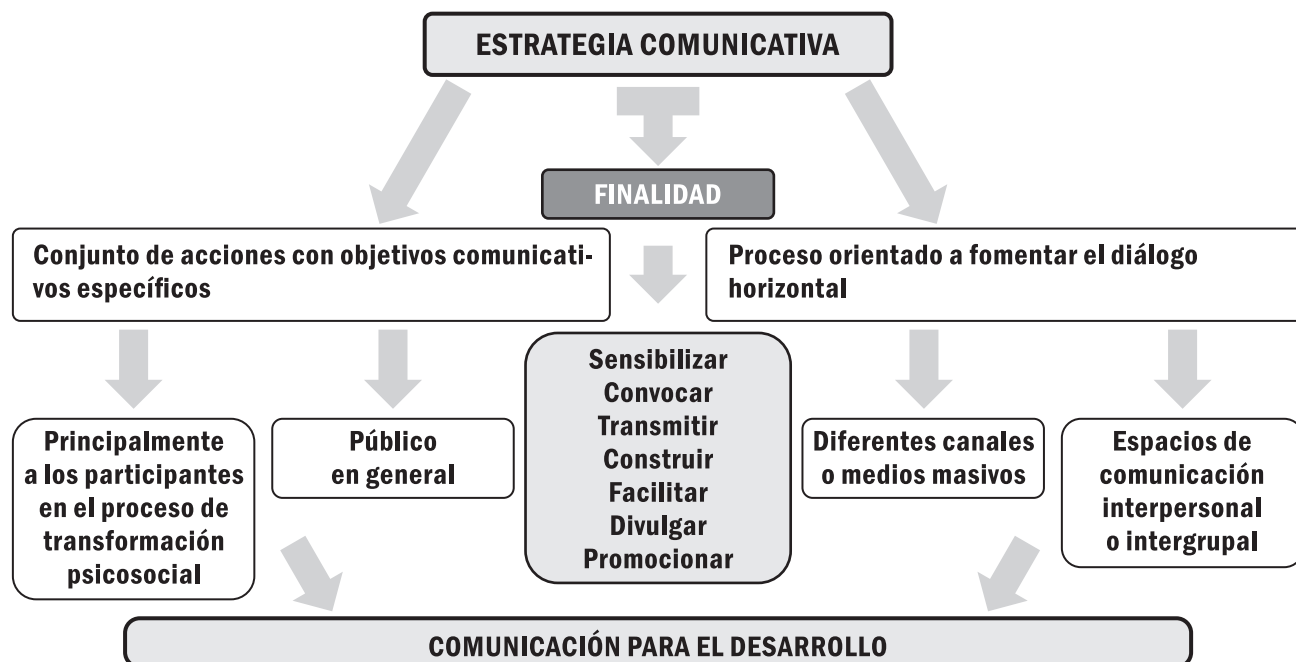 ESTRATEGIA COMUNICATIVA
FINALIDAD
Conjunto de acciones con objetivos comunicati-
vos específicos
Proceso orientado a fomentar el diálogo
horizontal
Principalmente
a los participantes
en el proceso de
transformación
psicosocial
Público
en general
Sensibilizar
Convocar
Transmitir
Construir
Facilitar
Divulgar
Promocionar
Diferentes canales
o medios masivos
Espacios de
comunicación
interpersonal
o intergrupal
COMUNICACIÓN PARA EL DESARROLLO